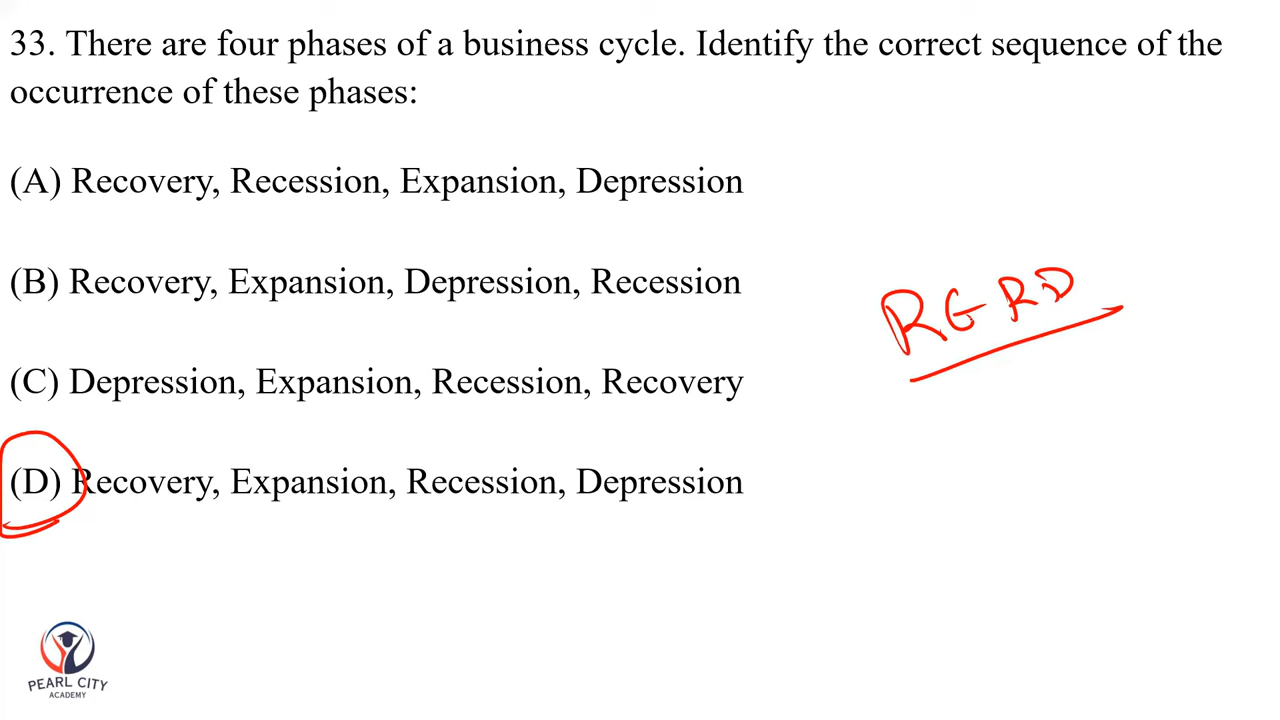 33. There are four phases of a business cycle. Identify the correct sequence of the
occurrence of these phases:
(A) Recovery, Recession, Expansion, Depression
(B) Recovery, Expansion, Depression, Recession
RERD
(C) Depression, Expansion, Recession, Recovery
(D) Recovery, Expansion, Recession, Depression
PEARL CITY
ACADEMY